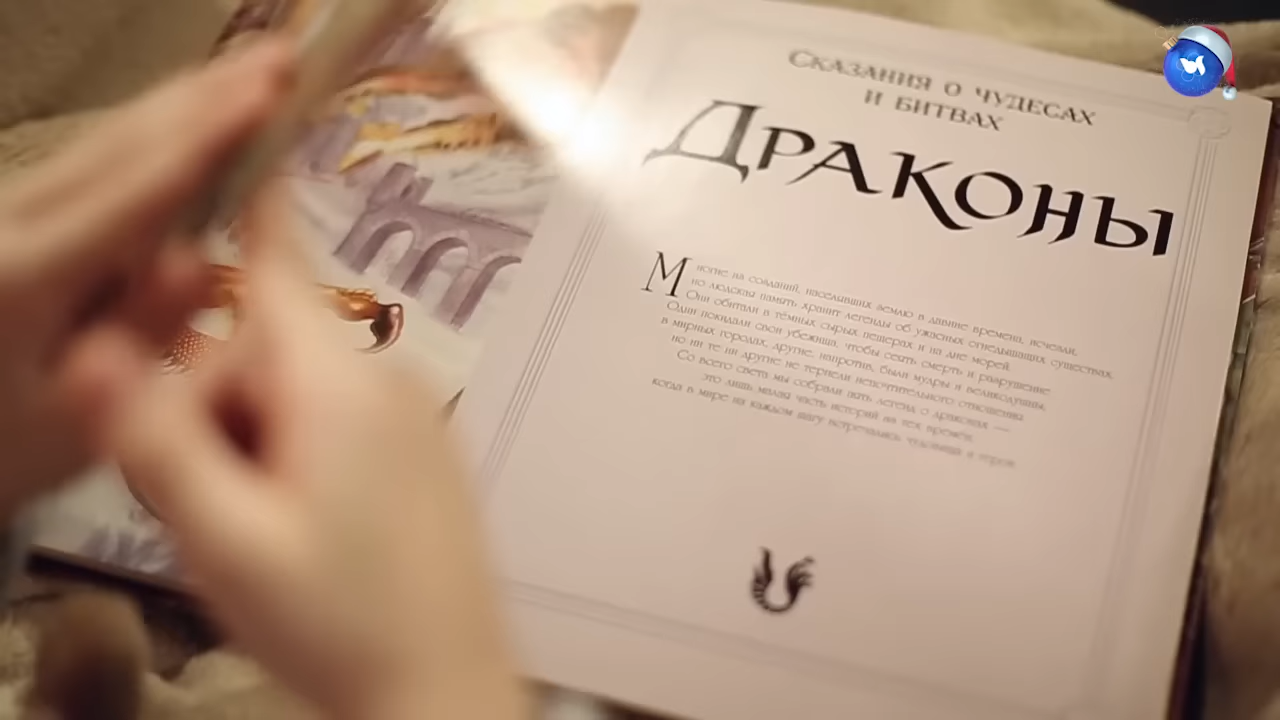 Сказания о чудесах
и битвах
Драконы
Многие из созданий, населявших землю в давние времена, исчезли,
но людская память хранит легенды об ужасных огнедышащих существах.
Они обитали в тёмных сырых пещерах и на дне морей.
Одни покидали свои убежища, чтобы сеять смерть и разрушение
в мирных городах, другие, напротив, были мудры и великодушны,
но ни те ни другие не терпели непочтительного отношения.
Со всего света мы собрали пять легенд о драконах —
это лишь малая часть историй из тех времён,
когда в мире на каждом шагу встречались чудовища и герои.